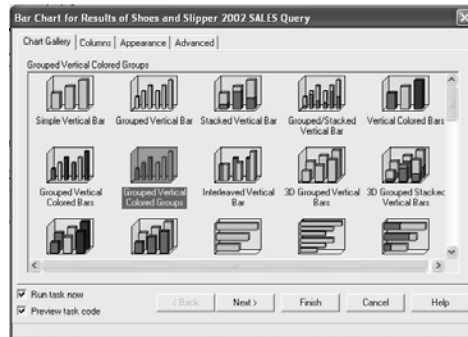 Bar Chart for Results of Shoes and Slipper 2002 SALES Query
Chart Gallery Columns Appearance Advanced
Grouped Vertical Colored Groups
Simple Vertical Bar Grouped Vertical Bar Stacked Vertical Bar Grouped/Stacked Vertical Bar Vertical Colored Bars
Grouped Vertical Colored Bars Grouped Vertical Colored Groups Interleaved Vertical Bar 3D Grouped Vertical Bars 3D Grouped Stacked Vertical Bars
Run task now
Preview task code
< Back Next > Finish Cancel Help